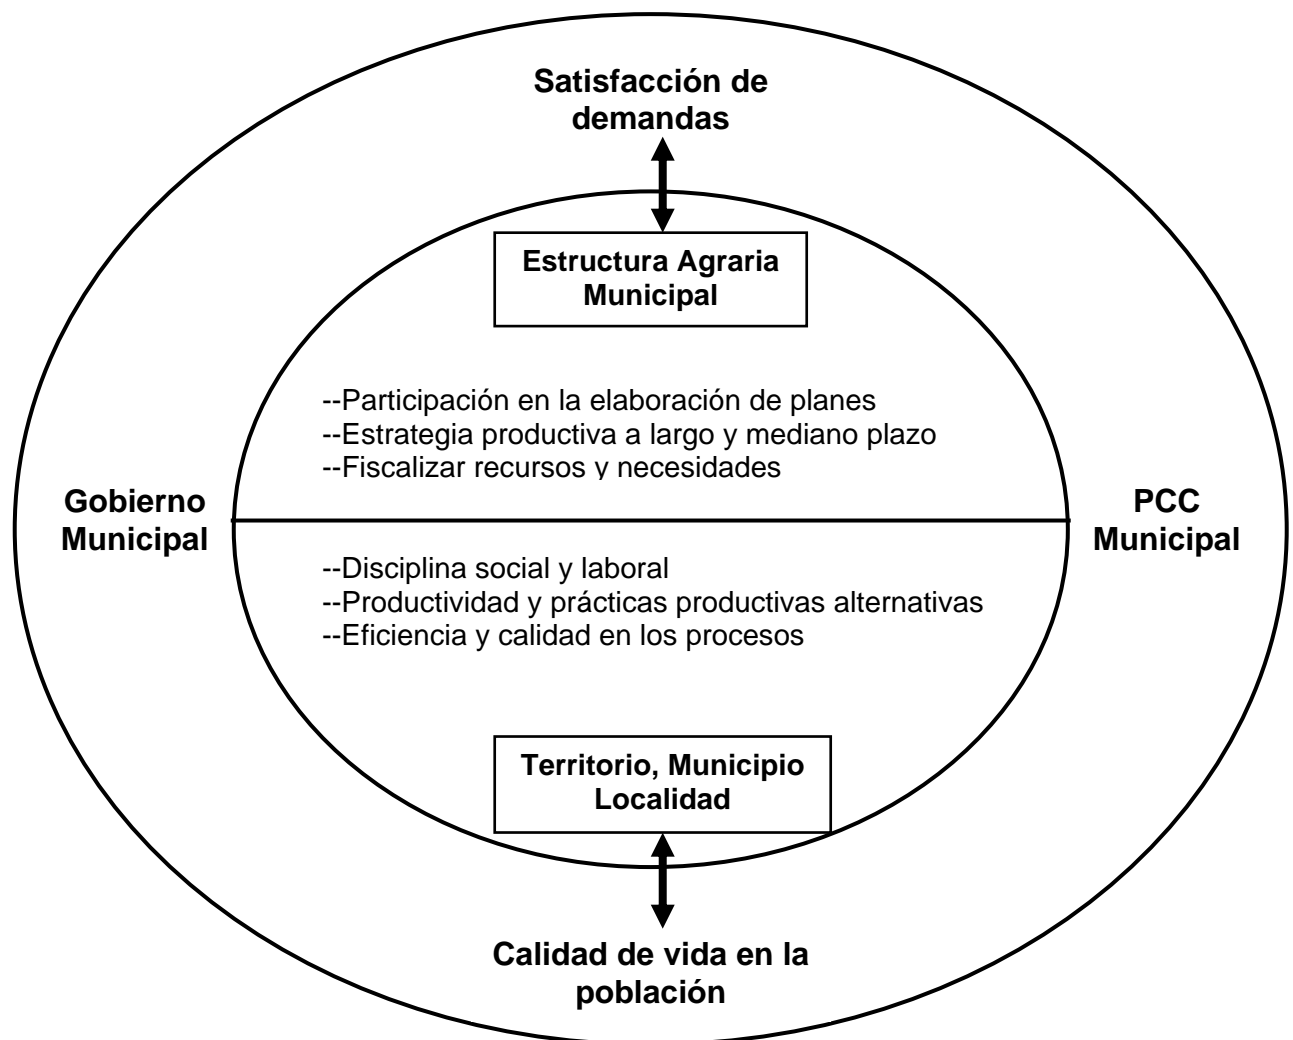 Satisfacción de
demandas
Estructura Agraria
Municipal
--Participación en la elaboración de planes
--Estrategia productiva a largo y mediano plazo
--Fiscalizar recursos y necesidades
Gobierno
Municipal
PCC
Municipal
--Disciplina social y laboral
--Productividad y prácticas productivas alternativas
--Eficiencia y calidad en los procesos
Territorio, Municipio
Localidad
Calidad de vida en la
población